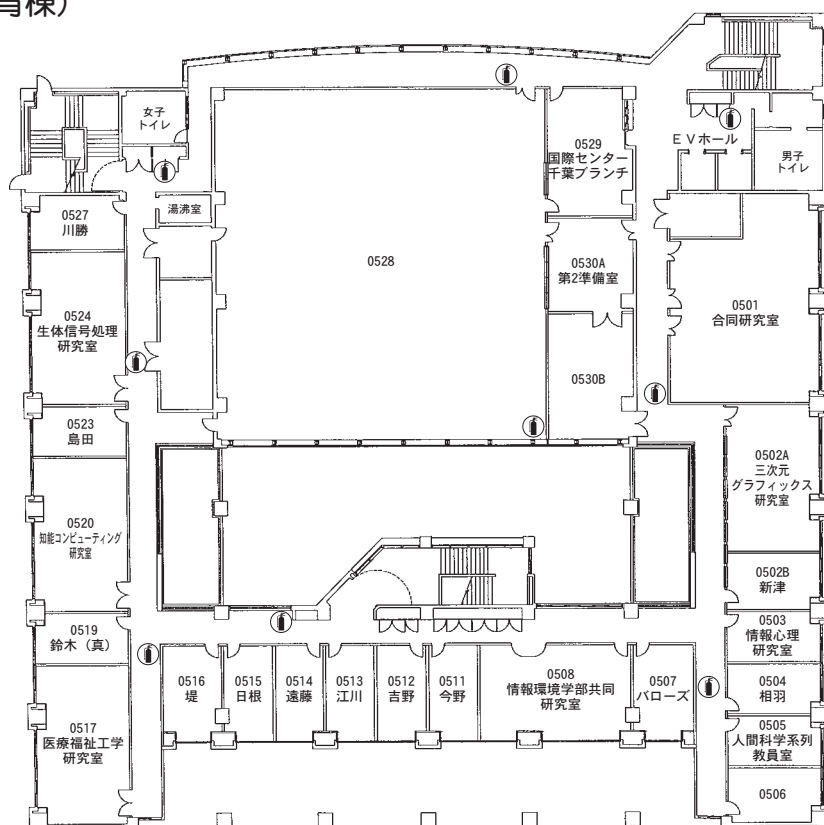 育棟）
女子
トイレ
0529
国際センター
千葉ブランチ
ＥＶホール
男子
トイレ
0527
川勝
湯沸室
0528
0530A
第2準備室
0501
合同研究室
0524
生体信号処理
研究室
0530B
0523
島田
0502A
三次元
グラフィックス
研究室
0520
知能コンピューティング
研究室
0502B
新津
0519
鈴木（真）
0503
情報心理
研究室
0516
堤
0515
日根
0514
遠藤
0513
江川
0512
吉野
0511
今野
0508
情報環境学部共同
研究室
0507
バローズ
0504
相羽
0517
医療福祉工学
研究室
0505
人間科学系列
教員室
0506